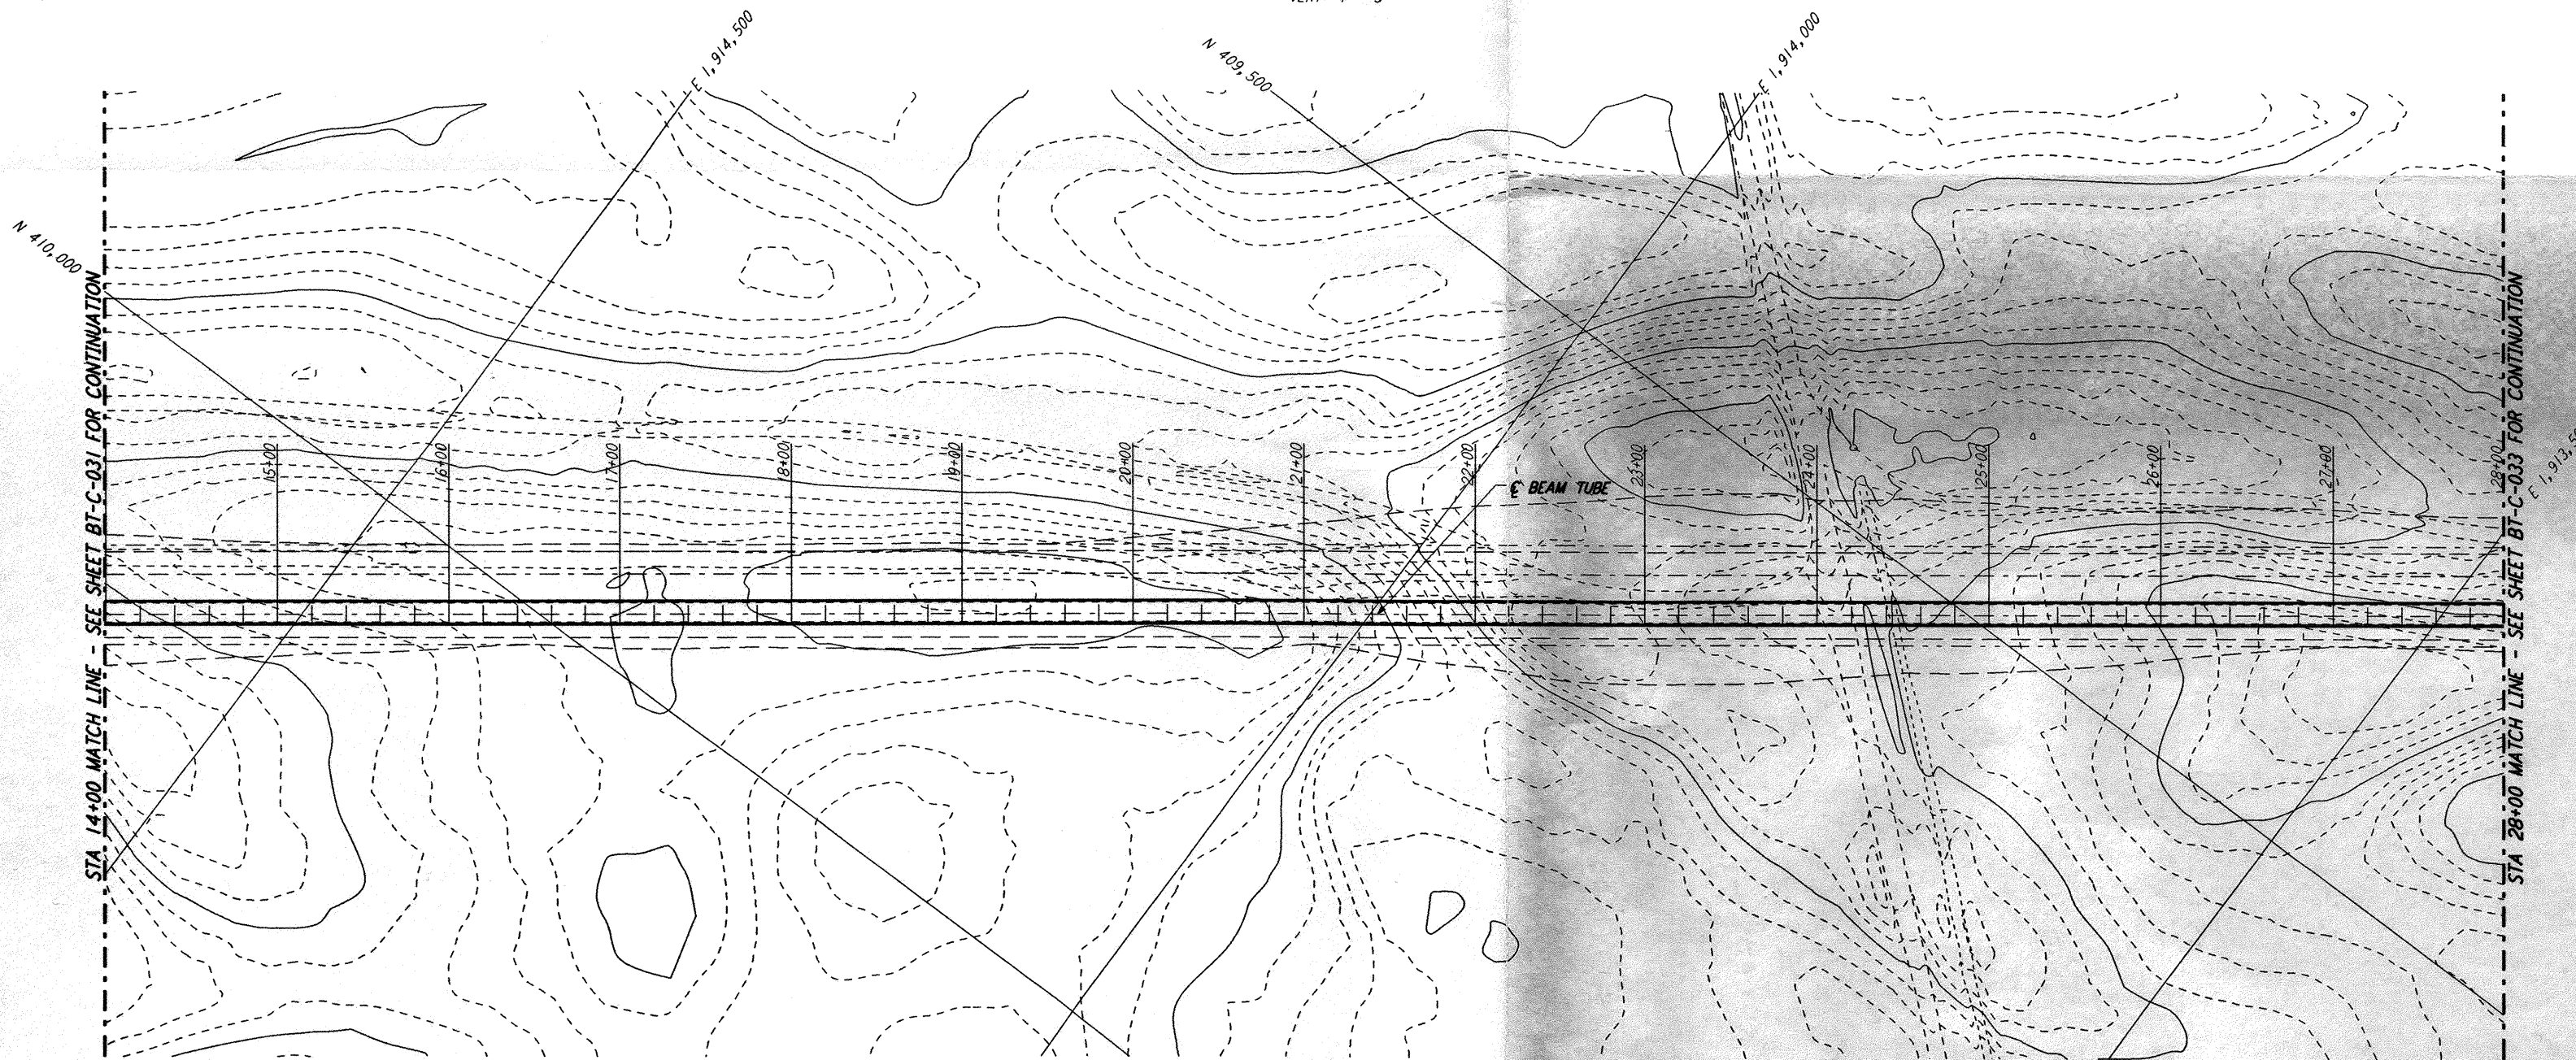 E 1,914,500
N 409,500
E 1,914,000
N 410,000
STA 14+00 MATCH LINE - SEE SHEET BT-C-031 FOR CONTINUATION
15+00
16+00
17+00
18+00
19+00
20+00
21+00
22+00
23+00
24+00
25+00
26+00
27+00
28+00
℄ BEAM TUBE
STA 28+00 MATCH LINE - SEE SHEET BT-C-033 FOR CONTINUATION
E 1,913,5